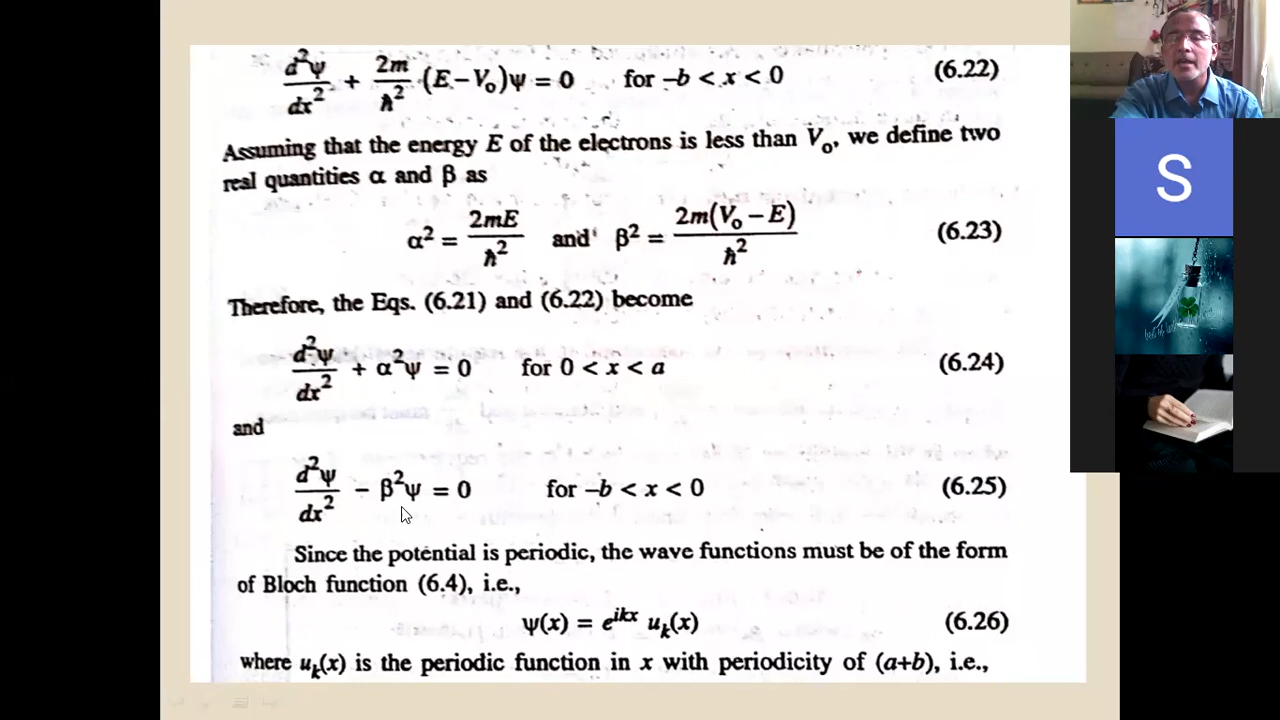 d²ψ/dx² + 2m/ħ² (E−V₀)ψ = 0 for −b < x < 0 (6.22)
Assuming that the energy E of the electrons is less than V₀, we define two
real quantities α and β as
α² = 2mE/ħ² and β² = 2m(V₀ − E)/ħ² (6.23)
Therefore, the Eqs. (6.21) and (6.22) become
d²ψ/dx² + α²ψ = 0 for 0 < x < a (6.24)
and
d²ψ/dx² − β²ψ = 0 for −b < x < 0 (6.25)
Since the potential is periodic, the wave functions must be of the form
of Bloch function (6.4), i.e.,
ψ(x) = e^{ikx} u_k(x) (6.26)
where u_k(x) is the periodic function in x with periodicity of (a+b), i.e.,
S